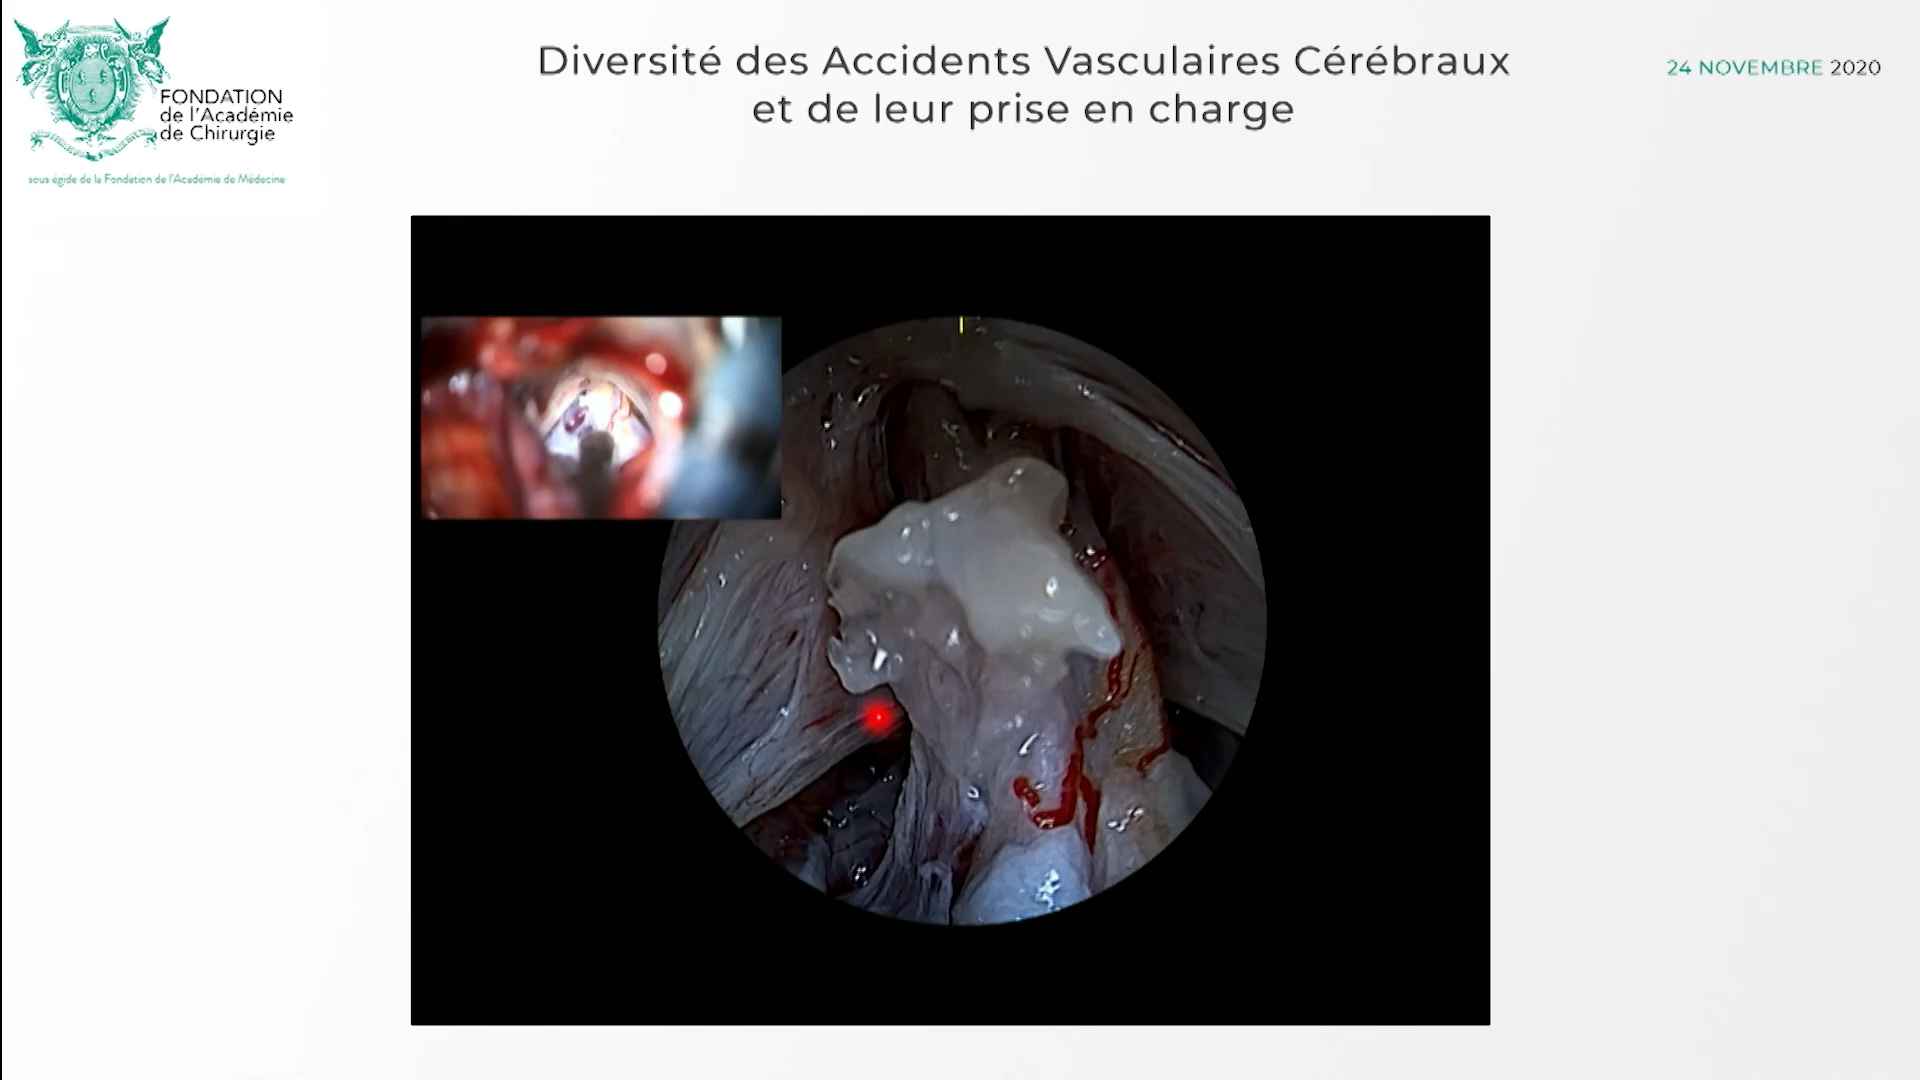 FONDATION
de l'Académie
de Chirurgie
sous égide de la Fondation de l'Académie de Médecine
Diversité des Accidents Vasculaires Cérébraux
et de leur prise en charge
24 NOVEMBRE 2020